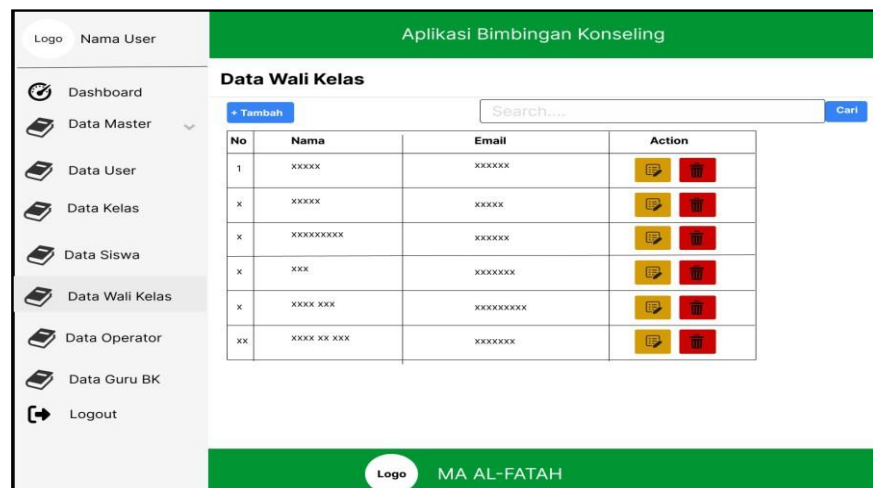 Logo Nama User
Aplikasi Bimbingan Konseling
Dashboard
Data Master
Data User
Data Kelas
Data Siswa
Data Wali Kelas
Data Operator
Data Guru BK
Logout
Data Wali Kelas
+ Tambah
Search....
Cari
No Nama Email Action
1 xxxxx xxxxxx
x xxxxx xxxxx
x xxxxxxxxx xxxxxx
x xxx xxxxxxx
x xxxx xxx xxxxxxxxx
xx xxxx xx xxx xxxxxxx
Logo MA AL-FATAH